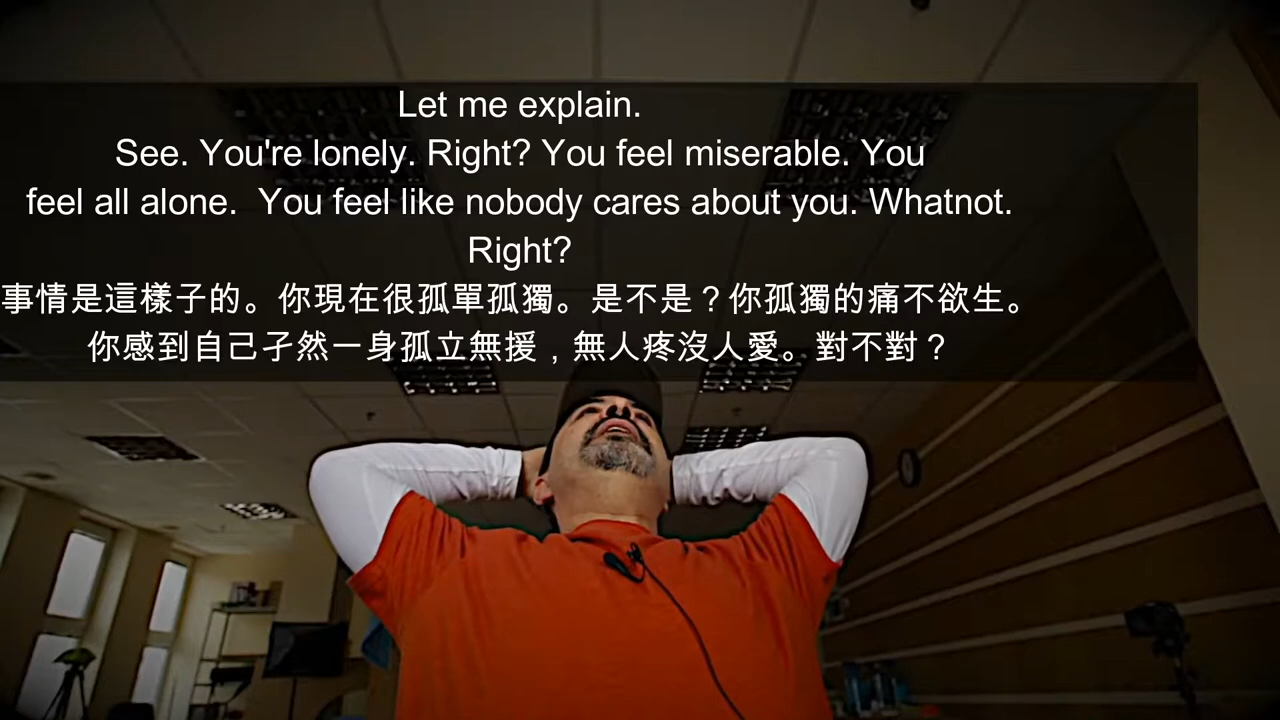 Let me explain.
See. You're lonely. Right? You feel miserable. You
feel all alone.  You feel like nobody cares about you. Whatnot.
Right?
事情是這樣子的。你現在很孤單孤獨。是不是？你孤獨的痛不欲生。
你感到自己孑然一身孤立無援，無人疼沒人愛。對不對？